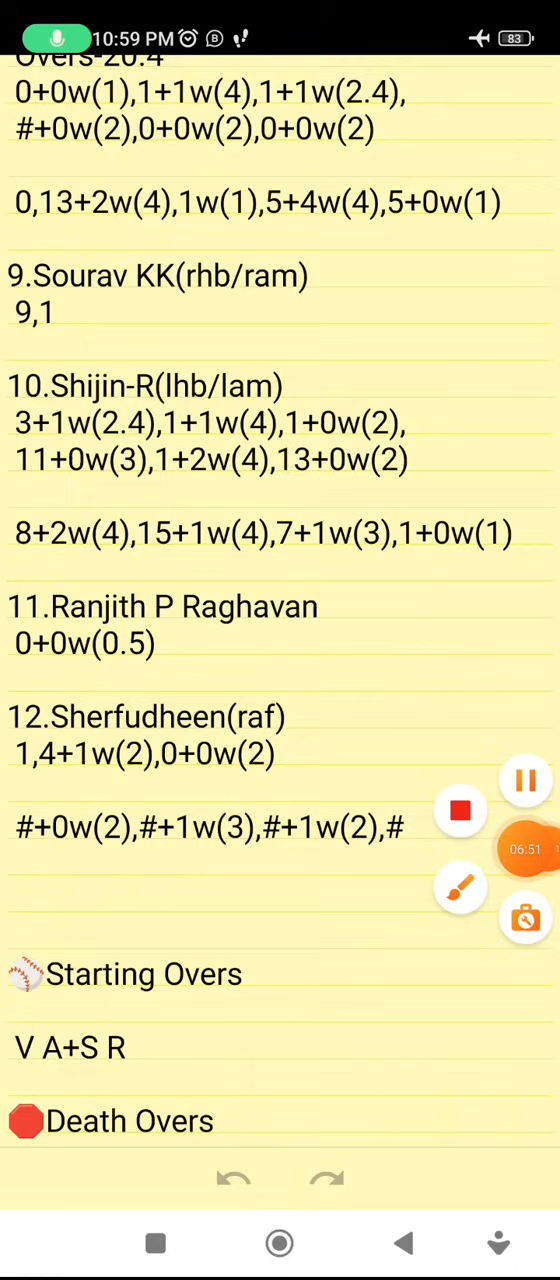 10:59 PM
83
Overs-20.4
0+0w(1),1+1w(4),1+1w(2.4),
#+0w(2),0+0w(2),0+0w(2)
0,13+2w(4),1w(1),5+4w(4),5+0w(1)
9.Sourav KK(rhb/ram)
9,1
10.Shijin-R(lhb/lam)
3+1w(2.4),1+1w(4),1+0w(2),
11+0w(3),1+2w(4),13+0w(2)
8+2w(4),15+1w(4),7+1w(3),1+0w(1)
11.Ranjith P Raghavan
0+0w(0.5)
12.Sherfudheen(raf)
1,4+1w(2),0+0w(2)
#+0w(2),#+1w(3),#+1w(2),#
06:51
Starting Overs
V A+S R
Death Overs